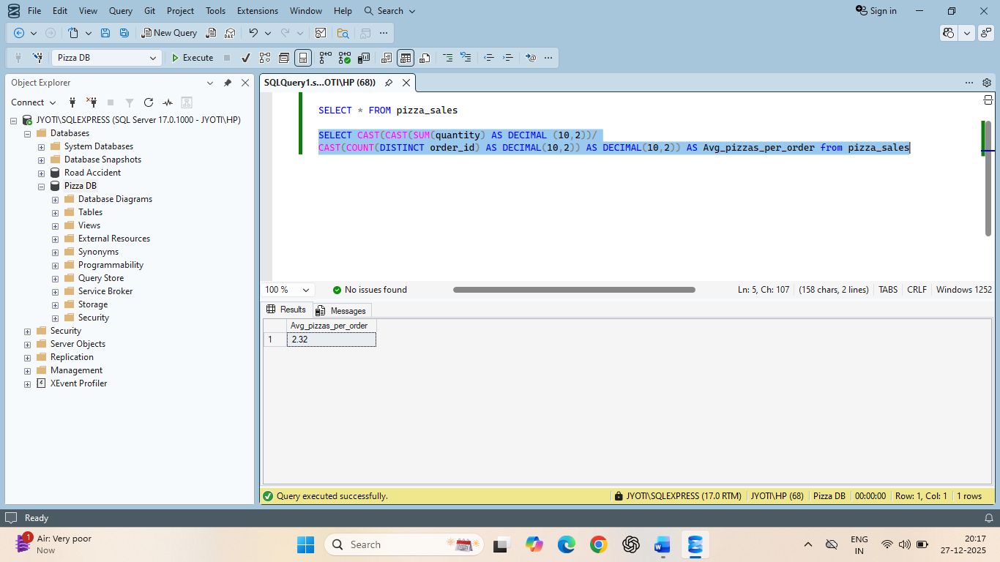 File Edit View Query Git Project Tools Extensions Window Help Search Sign in
New Query DAX
Pizza DB Execute
Object Explorer
Connect
JYOTI\SQLEXPRESS (SQL Server 17.0.1000 - JYOTI\HP)
Databases
System Databases
Database Snapshots
Road Accident
Pizza DB
Database Diagrams
Tables
Views
External Resources
Synonyms
Programmability
Query Store
Service Broker
Storage
Security
Security
Server Objects
Replication
Management
XEvent Profiler
SQLQuery1.s...OTI\HP (68))
SELECT * FROM pizza_sales
SELECT CAST(CAST(SUM(quantity) AS DECIMAL (10,2))/
CAST(COUNT(DISTINCT order_id) AS DECIMAL(10,2)) AS DECIMAL(10,2)) AS Avg_pizzas_per_order from pizza_sales
100 % No issues found Ln: 5, Ch: 107 (158 chars, 2 lines) TABS CRLF Windows 1252
Results Messages
Avg_pizzas_per_order
1 2.32
Query executed successfully. JYOTI\SQLEXPRESS (17.0 RTM) JYOTI\HP (68) Pizza DB 00:00:00 Row: 1, Col: 1 1 rows
Ready
1 Air: Very poor
Now
Search
ENG
IN
20:17
27-12-2025